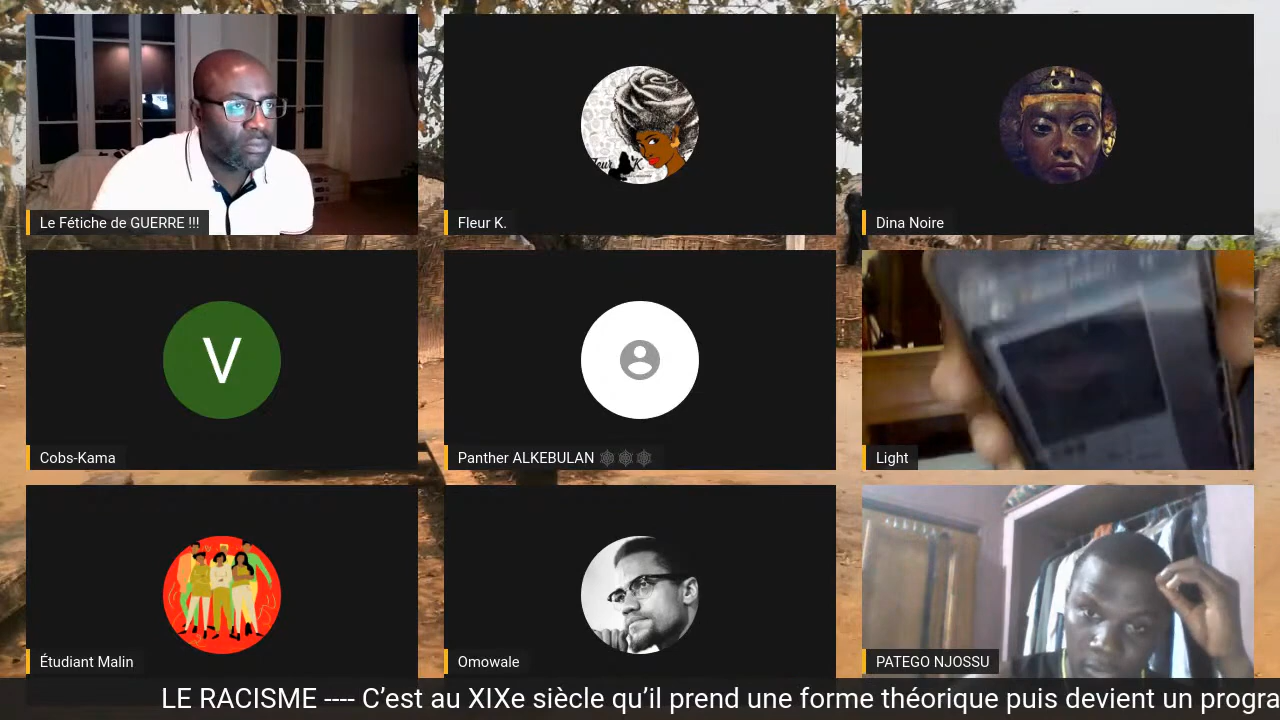 Le Fétiche de GUERRE !!!
Fleur K.
Dina Noire
V
Cobs-Kama
Panther ALKEBULAN 🕸🕸🕸
Light
Étudiant Malin
Omowale
PATEGO NJOSSU
LE RACISME ---- C’est au XIXe siècle qu’il prend une forme théorique puis devient un progra